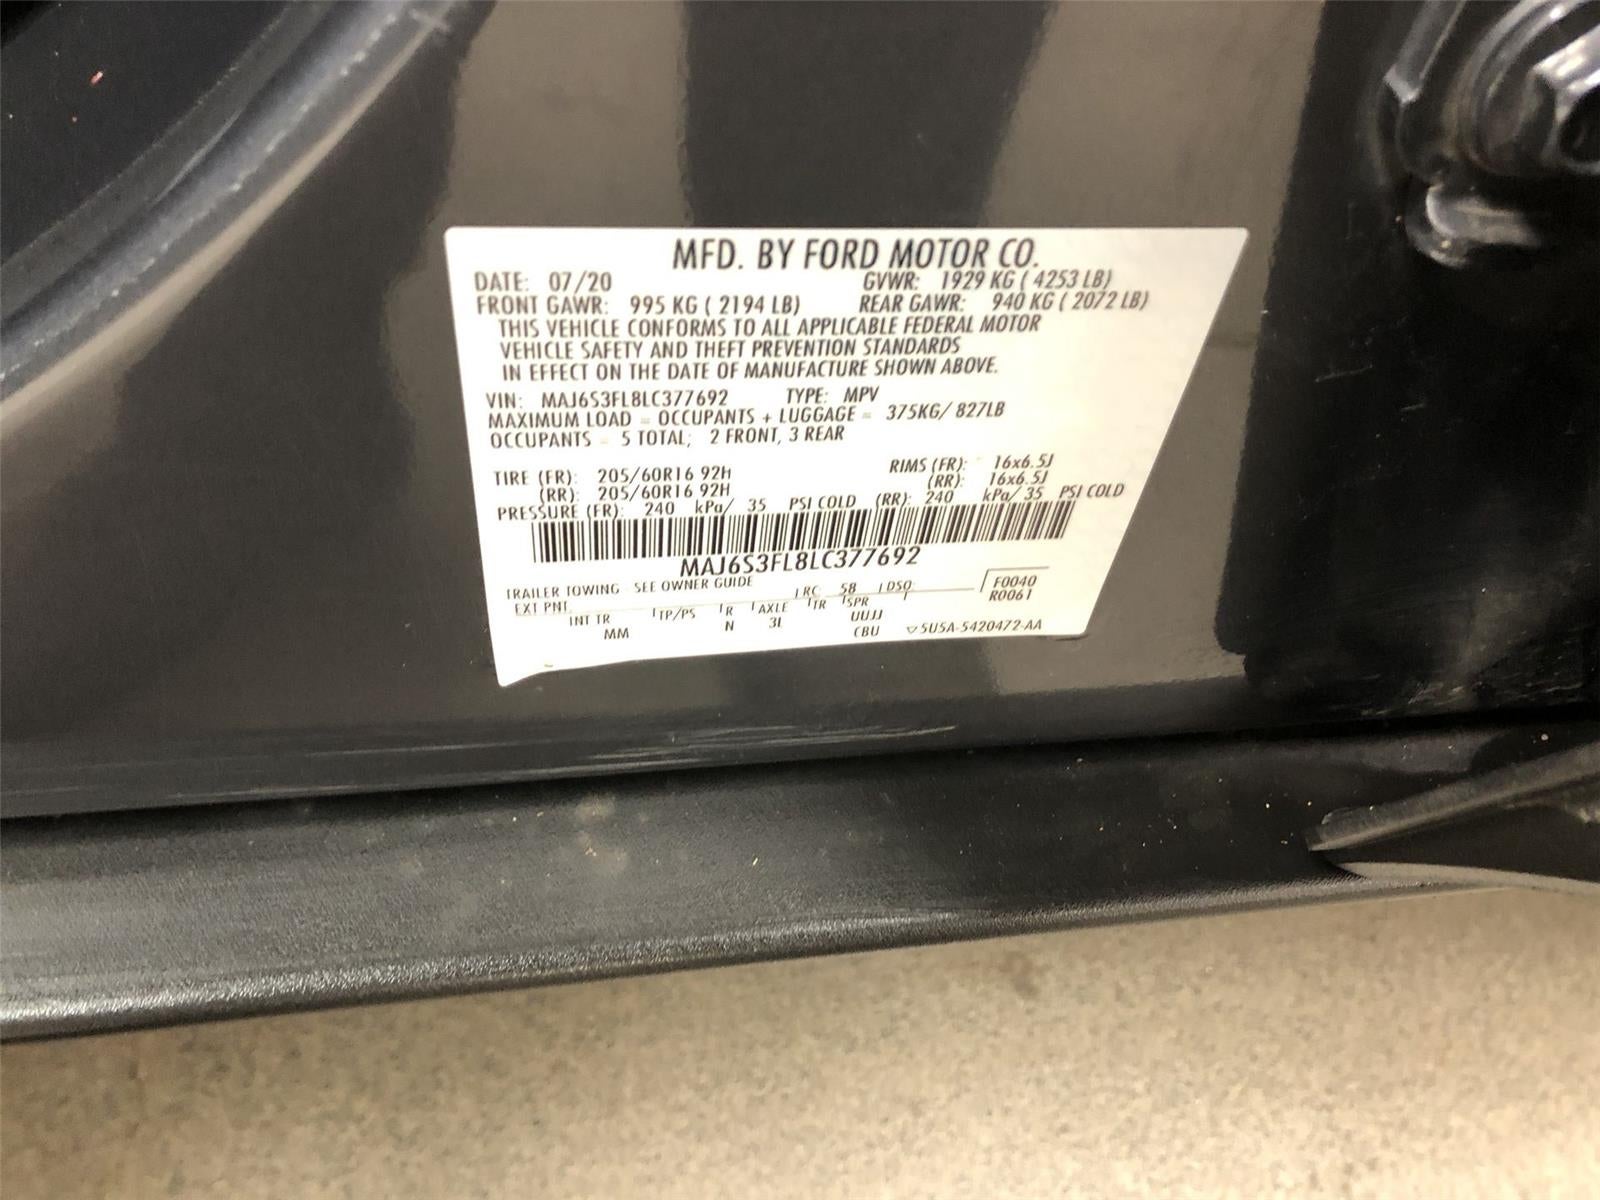 MFD. BY FORD MOTOR CO.
DATE: 07/20 GVWR: 1929 KG ( 4253 LB)
FRONT GAWR: 995 KG ( 2194 LB) REAR GAWR: 940 KG ( 2072 LB)
THIS VEHICLE CONFORMS TO ALL APPLICABLE FEDERAL MOTOR
VEHICLE SAFETY AND THEFT PREVENTION STANDARDS
IN EFFECT ON THE DATE OF MANUFACTURE SHOWN ABOVE.
VIN: MAJ6S3FL8LC377692 TYPE: MPV
MAXIMUM LOAD = OCCUPANTS + LUGGAGE = 375KG/ 827LB
OCCUPANTS = 5 TOTAL; 2 FRONT, 3 REAR
TIRE (FR): 205/60R16 92H RIMS (FR): 16x6.5J
(RR): 205/60R16 92H (RR): 16x6.5J
PRESSURE (FR): 240 kPa/ 35 PSI COLD (RR): 240 kPa/ 35 PSI COLD
MAJ6S3FL8LC377692
TRAILER TOWING SEE OWNER GUIDE RC: 58 DSO: F0040
EXT PNT: R0061
INT TR TP/PS R AXLE TR SPR UUJJ
MM N 3L CBU 5U5A-5420472-AA